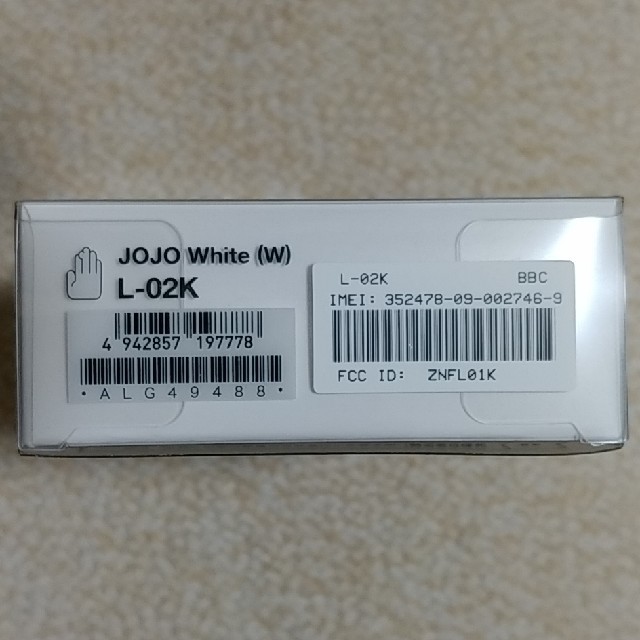 JOJO White (W)
L-02K
4 942857 197778
*ALG49488*
L-02K BBC
IMEI: 352478-09-002746-9
FCC ID: ZNFL01K